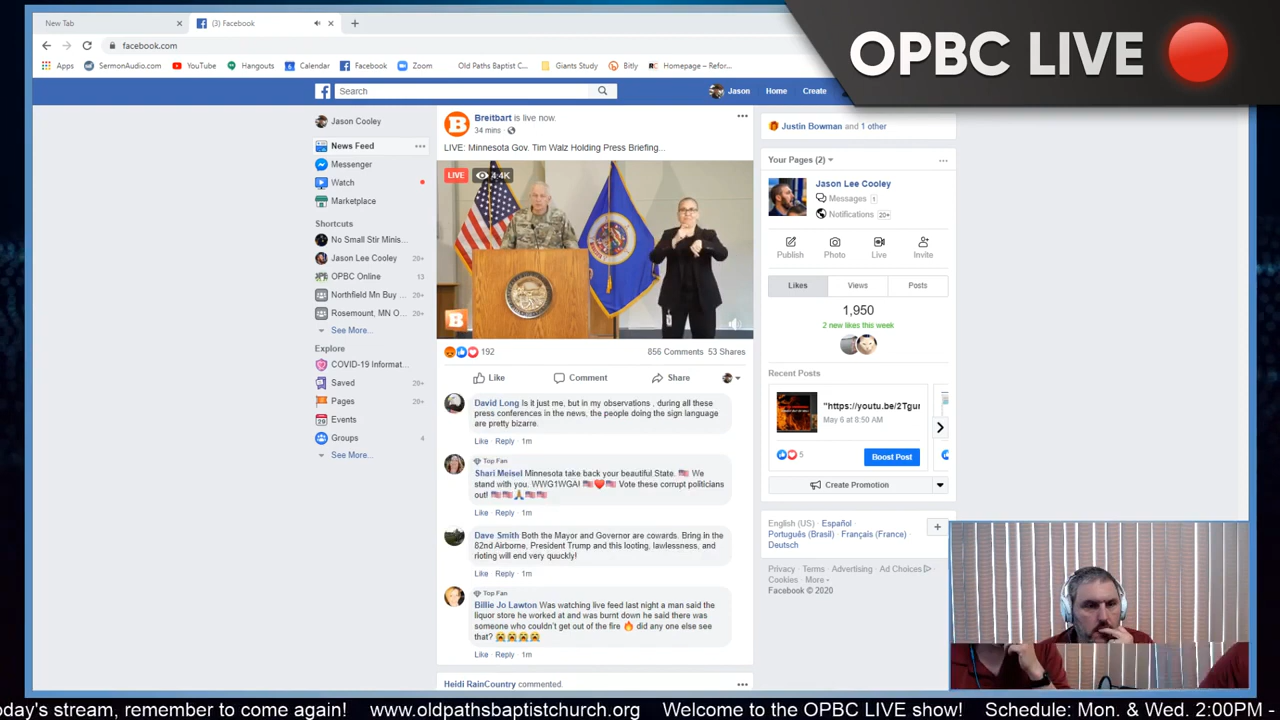 New Tab
(3) Facebook
facebook.com
Apps SermonAudio.com YouTube Hangouts Calendar Facebook Zoom Old Paths Baptist C... Giants Study Bitly Homepage – Refor...
OPBC LIVE
Search
Jason Home Create
Jason Cooley
News Feed
Messenger
Watch
Marketplace
Shortcuts
No Small Stir Minis...
Jason Lee Cooley 20+
OPBC Online 13
Northfield Mn Buy ... 20+
Rosemount, MN O... 20+
See More...
Explore
COVID-19 Informat...
Saved 20+
Pages 20+
Events
Groups 4
See More...
Breitbart is live now.
34 mins
LIVE: Minnesota Gov. Tim Walz Holding Press Briefing...
LIVE 4.4K
192 856 Comments 53 Shares
Like Comment Share
David Long Is it just me, but in my observations , during all these
press conferences in the news, the people doing the sign language
are pretty bizarre.
Like · Reply · 1m
Top Fan
Shari Meisel Minnesota take back your beautiful State. 🇺🇸 We
stand with you. WWG1WGA! 🇺🇸❤️🇺🇸 Vote these corrupt politicians
out! 🇺🇸🇺🇸🙏🇺🇸🇺🇸
Like · Reply · 1m
Dave Smith Both the Mayor and Governor are cowards. Bring in the
82nd Airborne, President Trump and this looting, lawlessness, and
rioting will end very quuckly!
Like · Reply · 1m
Top Fan
Billie Jo Lawton Was watching live feed last night a man said the
liquor store he worked at and was burnt down he said there was
someone who couldn't get out of the fire 🔥 did any one else see
that? 😭😭😭😭
Like · Reply · 1m
Heidi RainCountry commented.
Justin Bowman and 1 other
Your Pages (2)
Jason Lee Cooley
Messages 1
Notifications 20+
Publish Photo Live Invite
Likes Views Posts
1,950
2 new likes this week
Recent Posts
"https://youtu.be/2Tgur
May 6 at 8:50 AM
5
Boost Post
Create Promotion
English (US) · Español ·
Português (Brasil) · Français (France) ·
Deutsch
Privacy · Terms · Advertising · Ad Choices ·
Cookies · More
Facebook © 2020
oday's stream, remember to come again! www.oldpathsbaptistchurch.org Welcome to the OPBC LIVE show! Schedule: Mon. & Wed. 2:00PM -